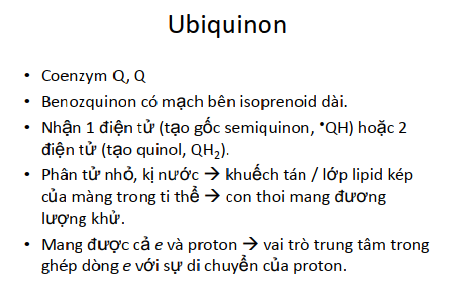 Ubiquinon
• Coenzym Q, Q
• Benozquinon có mạch bên isoprenoid dài.
• Nhận 1 điện tử (tạo gốc semiquinon, •QH) hoặc 2
điện tử (tạo quinol, QH₂).
• Phân tử nhỏ, kị nước → khuếch tán / lớp lipid kép
của màng trong ti thể → con thoi mang đương
lượng khử.
• Mang được cả e và proton → vai trò trung tâm trong
ghép dòng e với sự di chuyển của proton.